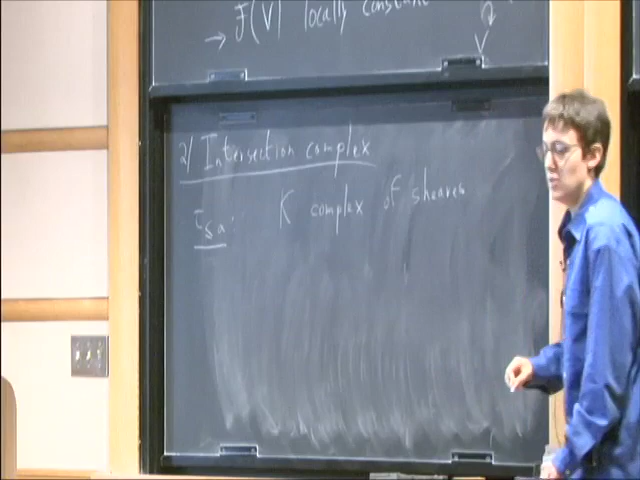 → F(V) locally constant
V
2/ Intersection complex
τ≤a: K complex of sheaves